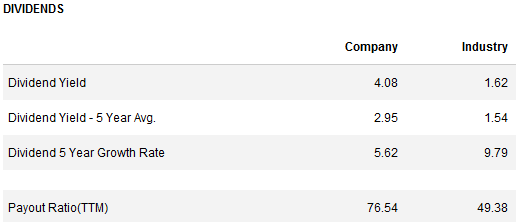 DIVIDENDS
Company Industry
Dividend Yield 4.08 1.62
Dividend Yield - 5 Year Avg. 2.95 1.54
Dividend 5 Year Growth Rate 5.62 9.79
Payout Ratio(TTM) 76.54 49.38